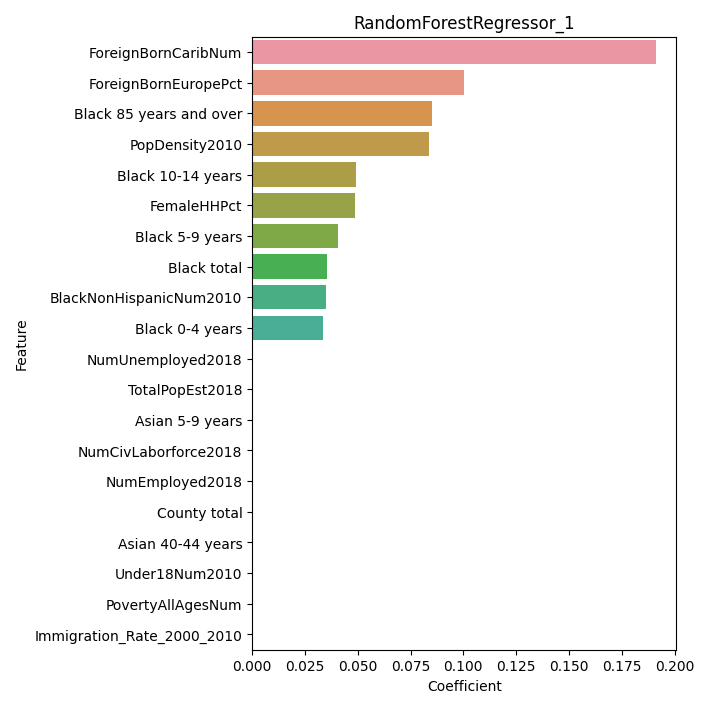 RandomForestRegressor_1
ForeignBornCaribNum
ForeignBornEuropePct
Black 85 years and over
PopDensity2010
Black 10-14 years
FemaleHHPct
Black 5-9 years
Black total
BlackNonHispanicNum2010
Black 0-4 years
NumUnemployed2018
TotalPopEst2018
Asian 5-9 years
NumCivLaborforce2018
NumEmployed2018
County total
Asian 40-44 years
Under18Num2010
PovertyAllAgesNum
Immigration_Rate_2000_2010
Feature
0.000 0.025 0.050 0.075 0.100 0.125 0.150 0.175 0.200
Coefficient